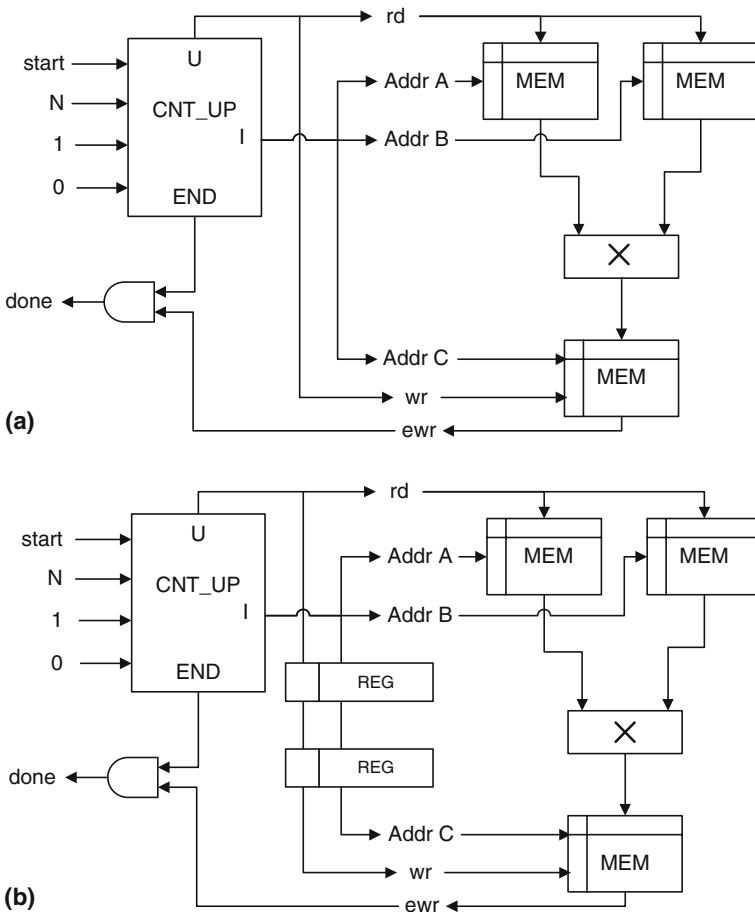 U
rd
start
N
CNT_UP
1
I
0
END
Addr A
MEM
MEM
Addr B
×
done
Addr C
MEM
wr
ewr
(a)
U
rd
start
N
CNT_UP
1
I
0
END
Addr A
MEM
MEM
Addr B
REG
×
REG
done
Addr C
MEM
wr
ewr
(b)